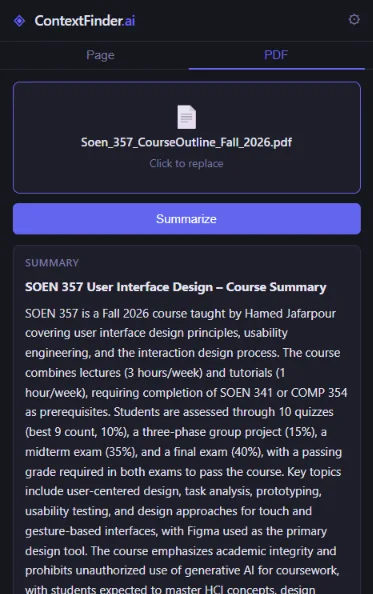 ContextFinder.ai
Page
PDF
Soen_357_CourseOutline_Fall_2026.pdf
Click to replace
Summarize
SUMMARY
SOEN 357 User Interface Design – Course Summary
SOEN 357 is a Fall 2026 course taught by Hamed Jafarpour
covering user interface design principles, usability
engineering, and the interaction design process. The course
combines lectures (3 hours/week) and tutorials (1
hour/week), requiring completion of SOEN 341 or COMP 354
as prerequisites. Students are assessed through 10 quizzes
(best 9 count, 10%), a three-phase group project (15%), a
midterm exam (35%), and a final exam (40%), with a passing
grade required in both exams to pass the course. Key topics
include user-centered design, task analysis, prototyping,
usability testing, and design approaches for touch and
gesture-based interfaces, with Figma used as the primary
design tool. The course emphasizes academic integrity and
prohibits unauthorized use of generative AI for coursework,
with students expected to master HCI concepts, design